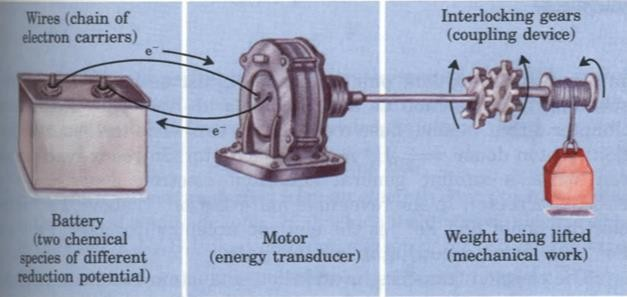 Wires (chain of
electron carriers)
e⁻
e⁻
Battery
(two chemical
species of different
reduction potential)
Motor
(energy transducer)
Interlocking gears
(coupling device)
Weight being lifted
(mechanical work)